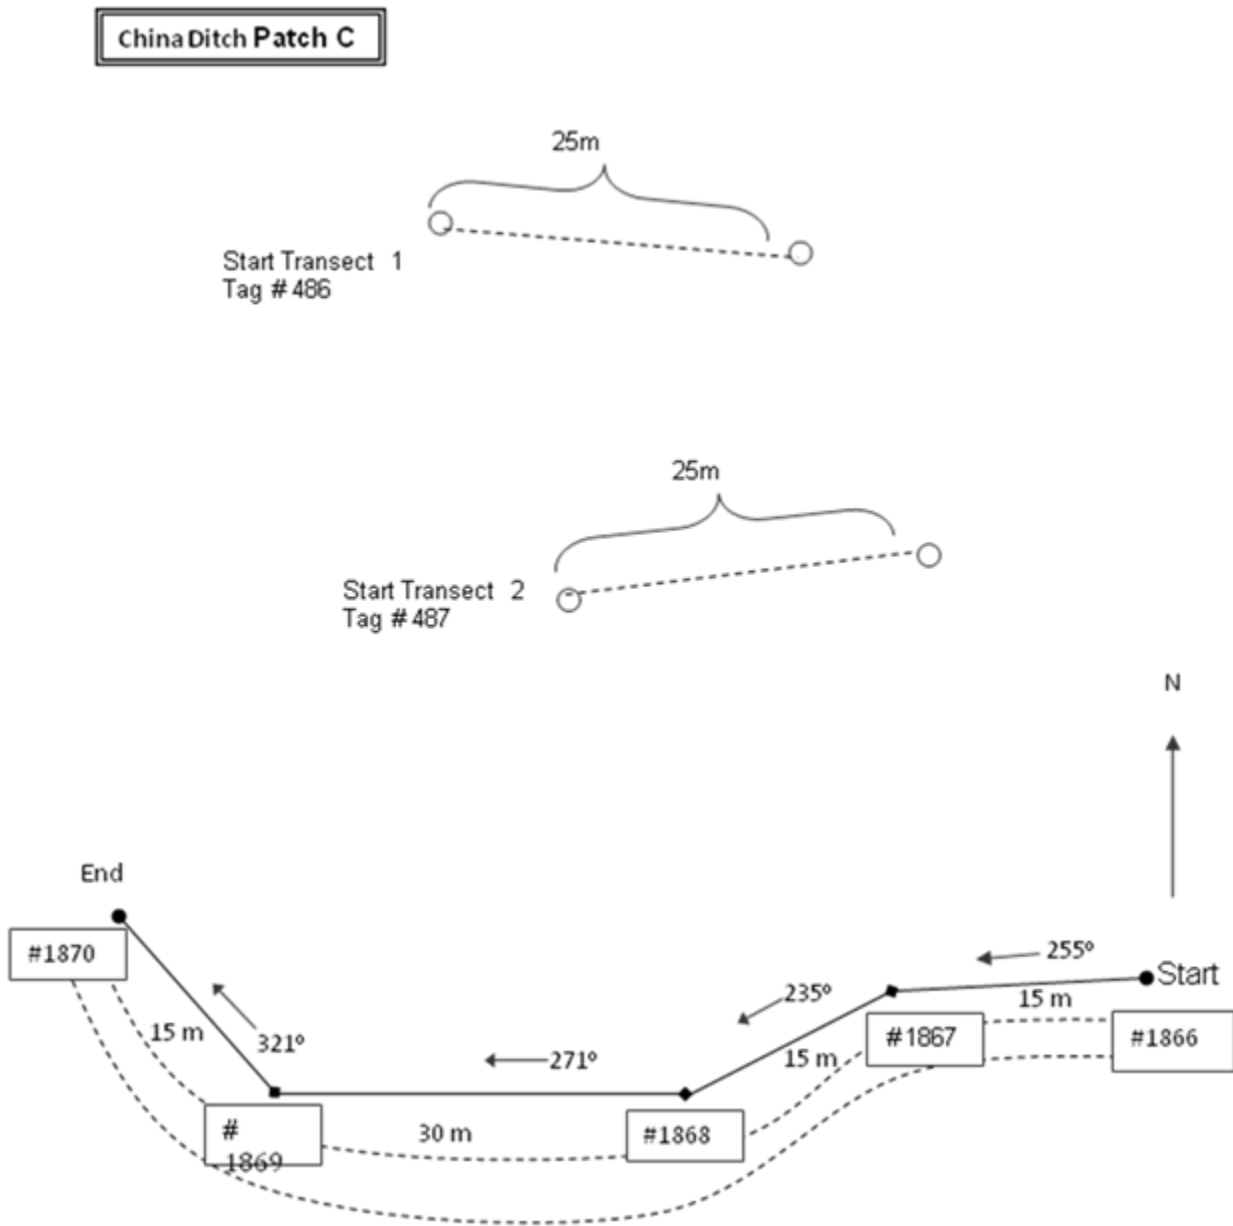 China Ditch Patch C
25m
Start Transect 1
Tag # 486
25m
Start Transect 2
Tag # 487
N
End
#1870
255º
Start
15 m
#1866
235º
#1867
15 m
15 m
321º
271º
#
1869
30 m
#1868